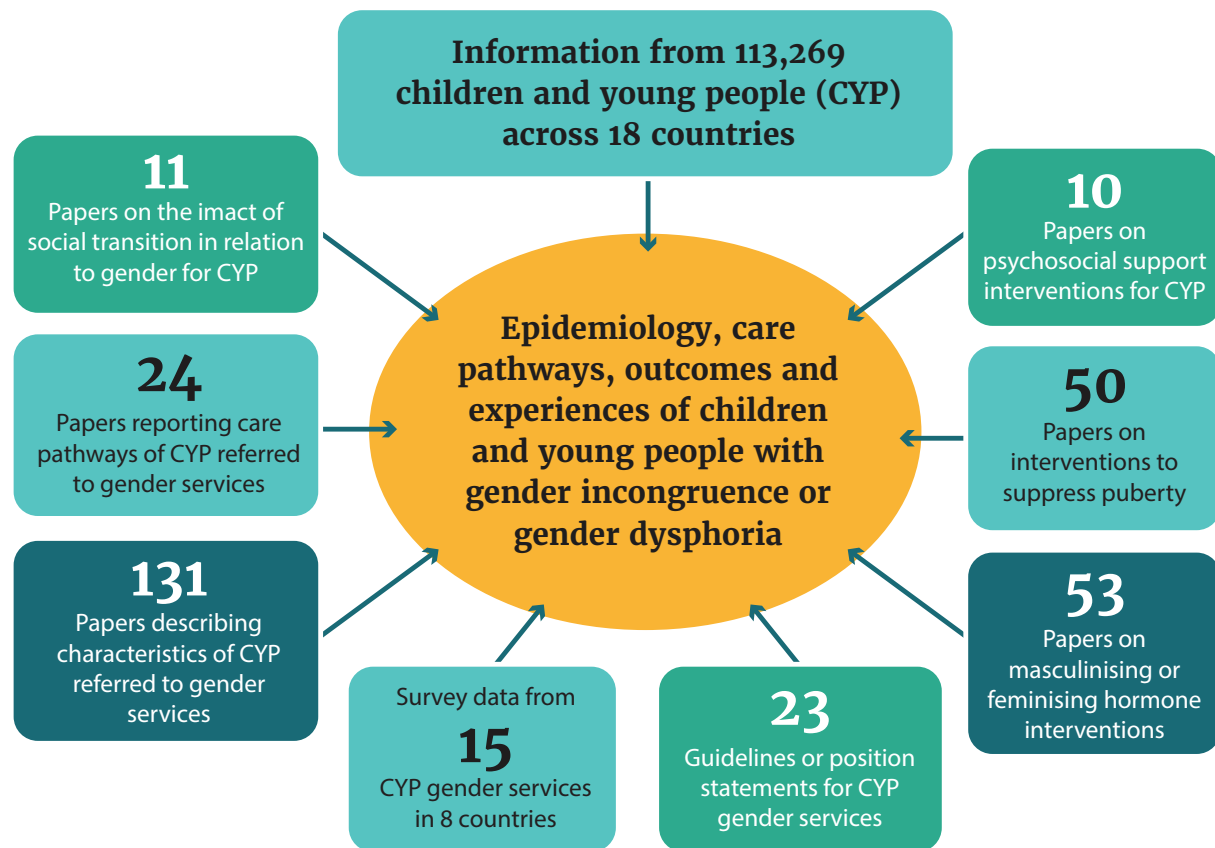 Information from 113,269
children and young people (CYP)
across 18 countries
11
Papers on the imact of
social transition in relation
to gender for CYP
10
Papers on
psychosocial support
interventions for CYP
Epidemiology, care
pathways, outcomes and
experiences of children
and young people with
gender incongruence or
gender dysphoria
24
Papers reporting care
pathways of CYP referred
to gender services
50
Papers on
interventions to
suppress puberty
131
Papers describing
characteristics of CYP
referred to gender
services
53
Papers on
masculinising or
feminising hormone
interventions
Survey data from
15
CYP gender services
in 8 countries
23
Guidelines or position
statements for CYP
gender services